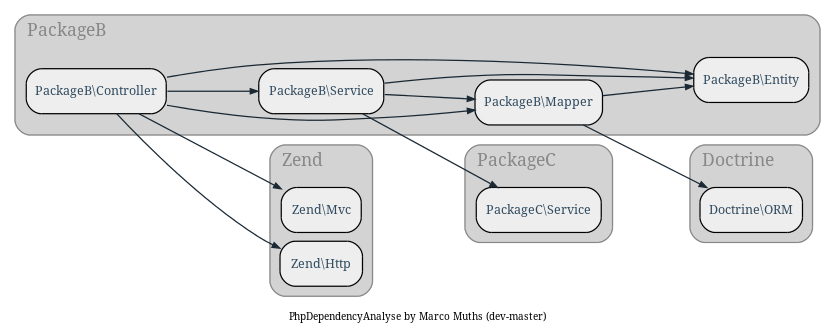 PackageB
PackageB\Controller
PackageB\Service
PackageB\Mapper
PackageB\Entity
Zend
Zend\Mvc
Zend\Http
PackageC
PackageC\Service
Doctrine
Doctrine\ORM
PhpDependencyAnalyse by Marco Muths (dev-master)